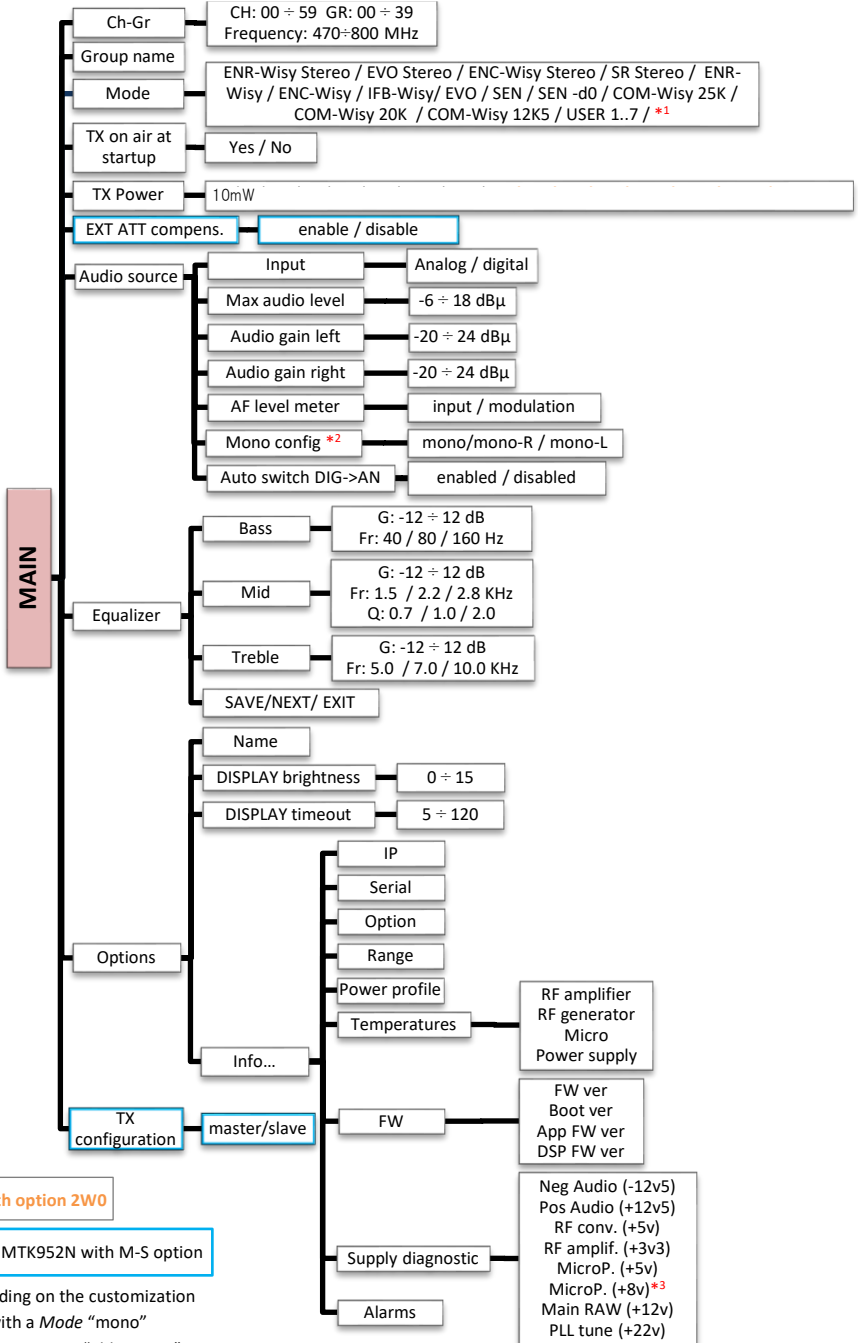 Ch-Gr
CH: 00 ÷ 59 GR: 00 ÷ 39
Frequency: 470÷800 MHz
Group name
Mode
ENR-Wisy Stereo / EVO Stereo / ENC-Wisy Stereo / SR Stereo / ENR-
Wisy / ENC-Wisy / IFB-Wisy/ EVO / SEN / SEN -d0 / COM-Wisy 25K /
COM-Wisy 20K / COM-Wisy 12K5 / USER 1..7 / *1
TX on air at
startup
Yes / No
TX Power
10mW
EXT ATT compens.
enable / disable
Audio source
Input
Analog / digital
Max audio level
-6 ÷ 18 dBµ
Audio gain left
-20 ÷ 24 dBµ
Audio gain right
-20 ÷ 24 dBµ
AF level meter
input / modulation
Mono config *2
mono/mono-R / mono-L
Auto switch DIG->AN
enabled / disabled
MAIN
Equalizer
Bass
G: -12 ÷ 12 dB
Fr: 40 / 80 / 160 Hz
Mid
G: -12 ÷ 12 dB
Fr: 1.5 / 2.2 / 2.8 KHz
Q: 0.7 / 1.0 / 2.0
Treble
G: -12 ÷ 12 dB
Fr: 5.0 / 7.0 / 10.0 KHz
SAVE/NEXT/ EXIT
Options
Name
DISPLAY brightness
0 ÷ 15
DISPLAY timeout
5 ÷ 120
Info...
IP
Serial
Option
Range
Power profile
Temperatures
RF amplifier
RF generator
Micro
Power supply
FW
FW ver
Boot ver
App FW ver
DSP FW ver
Supply diagnostic
Neg Audio (-12v5)
Pos Audio (+12v5)
RF conv. (+5v)
RF amplif. (+3v3)
MicroP. (+5v)
MicroP. (+8v)*3
Main RAW (+12v)
PLL tune (+22v)
Alarms
TX
configuration
master/slave
option 2W0
MTK952N with M-S option
on the customization
with a Mode "mono"